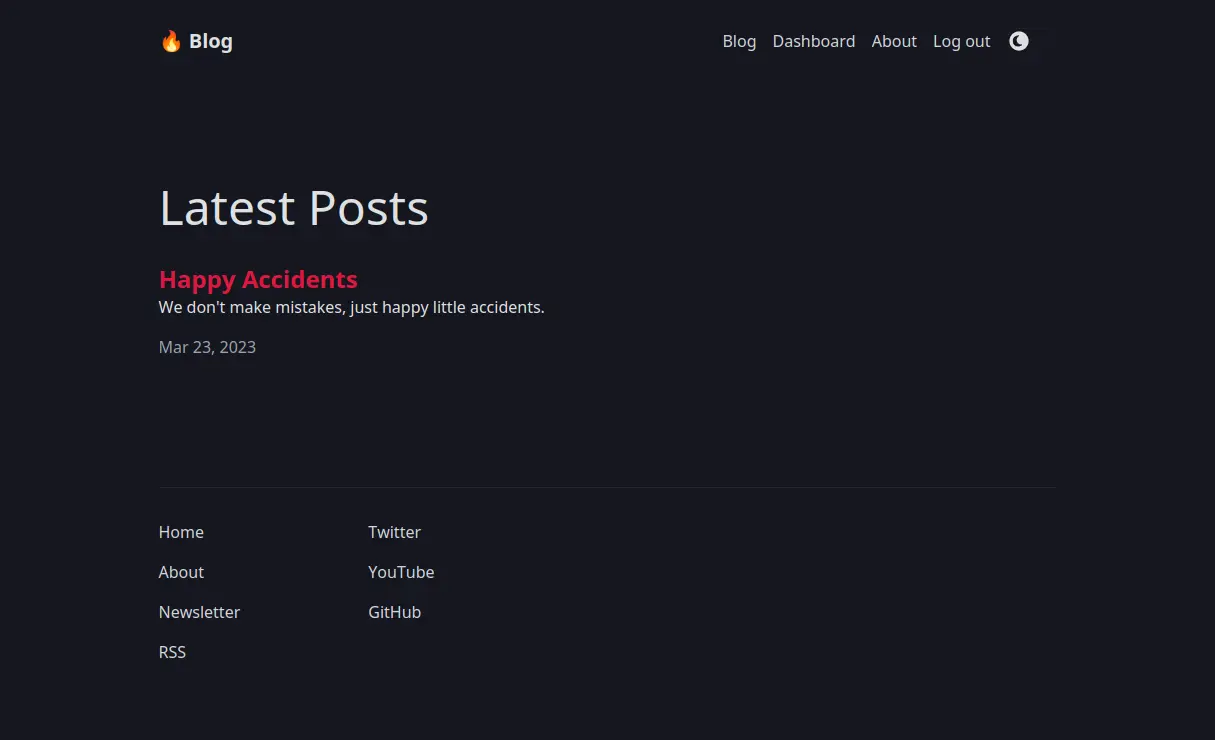 🔥 Blog
Blog Dashboard About Log out
Latest Posts
Happy Accidents
We don't make mistakes, just happy little accidents.
Mar 23, 2023
Home
About
Newsletter
RSS
Twitter
YouTube
GitHub